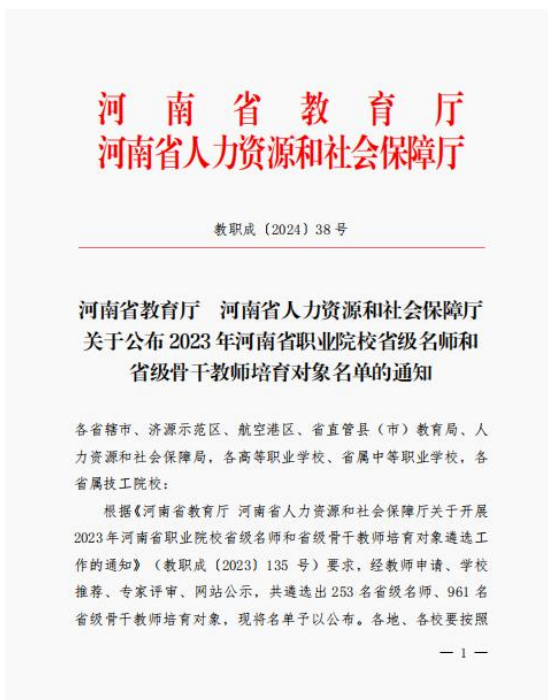 河南省教育厅
河南省人力资源和社会保障厅
教职成〔2024〕38号
河南省教育厅 河南省人力资源和社会保障厅
关于公布 2023 年河南省职业院校省级名师和
省级骨干教师培育对象名单的通知
各省辖市、济源示范区、航空港区、省直管县（市）教育局、人
力资源和社会保障局，各高等职业学校、省属中等职业学校，各
省属技工院校：
根据《河南省教育厅 河南省人力资源和社会保障厅关于开展
2023年河南省职业院校省级名师和省级骨干教师培育对象遴选工
作的通知》（教职成〔2023〕135 号）要求，经教师申请、学校
推荐、专家评审、网站公示，共遴选出 253 名省级名师、961 名
省级骨干教师培育对象，现将名单予以公布。各地、各校要按照
— 1 —